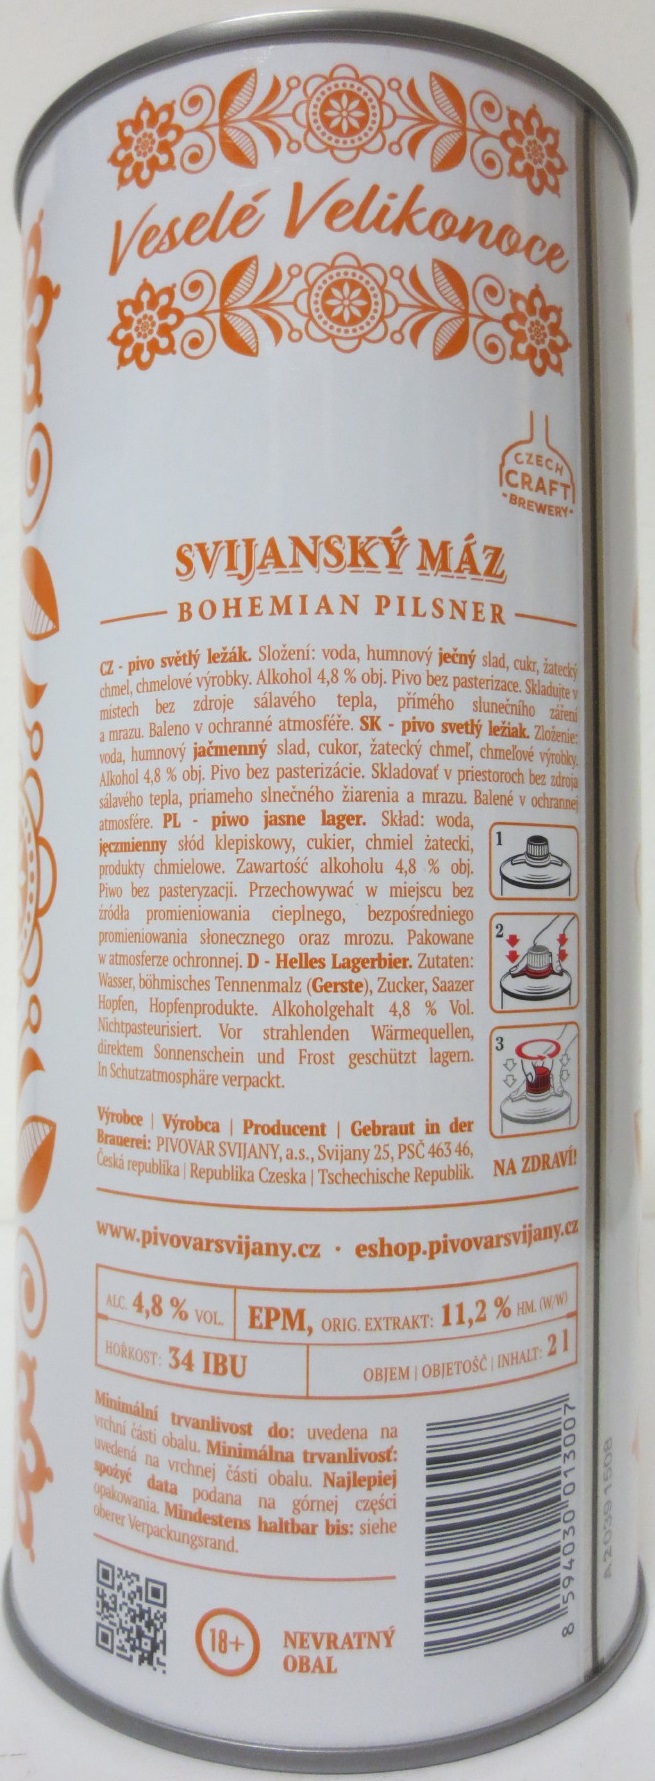 Veselé Velikonoce
CZECH
CRAFT
BREWERY
SVIJANSKÝ MÁZ
BOHEMIAN PILSNER
CZ - pivo světlý ležák. Složení: voda, humnový ječný slad, cukr, žatecký
chmel, chmelové výrobky. Alkohol 4,8 % obj. Pivo bez pasterizace. Skladujte v
místech bez zdroje sálavého tepla, přímého slunečního záření
a mrazu. Baleno v ochranné atmosféře. SK - pivo svetlý ležiak. Zloženie:
voda, humnový jačmenný slad, cukor, žatecký chmeľ, chmeľové výrobky.
Alkohol 4,8 % obj. Pivo bez pasterizácie. Skladovať v priestoroch bez zdroja
sálavého tepla, priameho slnečného žiarenia a mrazu. Balené v ochrannej
atmosfére. PL - piwo jasne lager. Skład: woda,
jęczmienny słód klepiskowy, cukier, chmiel żatecki,
produkty chmielowe. Zawartość alkoholu 4,8 % obj.
Piwo bez pasteryzacji. Przechowywać w miejscu bez
źródła promieniowania cieplnego, bezpośredniego
promieniowania słonecznego oraz mrozu. Pakowane
w atmosferze ochronnej. D - Helles Lagerbier. Zutaten:
Wasser, böhmisches Tennenmalz (Gerste), Zucker, Saazer
Hopfen, Hopfenprodukte. Alkoholgehalt 4,8 % Vol.
Nichtpasteurisiert. Vor strahlenden Wärmequellen,
direktem Sonnenschein und Frost geschützt lagern.
In Schutzatmosphäre verpackt.
1
2
3
NA ZDRAVÍ!
Výrobce | Výrobca | Producent | Gebraut in der
Brauerei: PIVOVAR SVIJANY, a.s., Svijany 25, PSČ 463 46,
Česká republika | Republika Czeska | Tschechische Republik.
www.pivovarsvijany.cz · eshop.pivovarsvijany.cz
ALC. 4,8 % VOL. EPM, ORIG. EXTRAKT: 11,2 % HM. (W/W)
HOŘKOST: 34 IBU OBJEM | OBJETOSŤ | INHALT: 2 l
Minimální trvanlivost do: uvedena na
vrchní části obalu. Minimálna trvanlivosť:
uvedená na vrchnej části obalu. Najlepiej
spożyć data podana na górnej części
opakowania. Mindestens haltbar bis: siehe
oberer Verpackungsrand.
18+
NEVRATNÝ
OBAL
8 594030 013007
A2039-1508